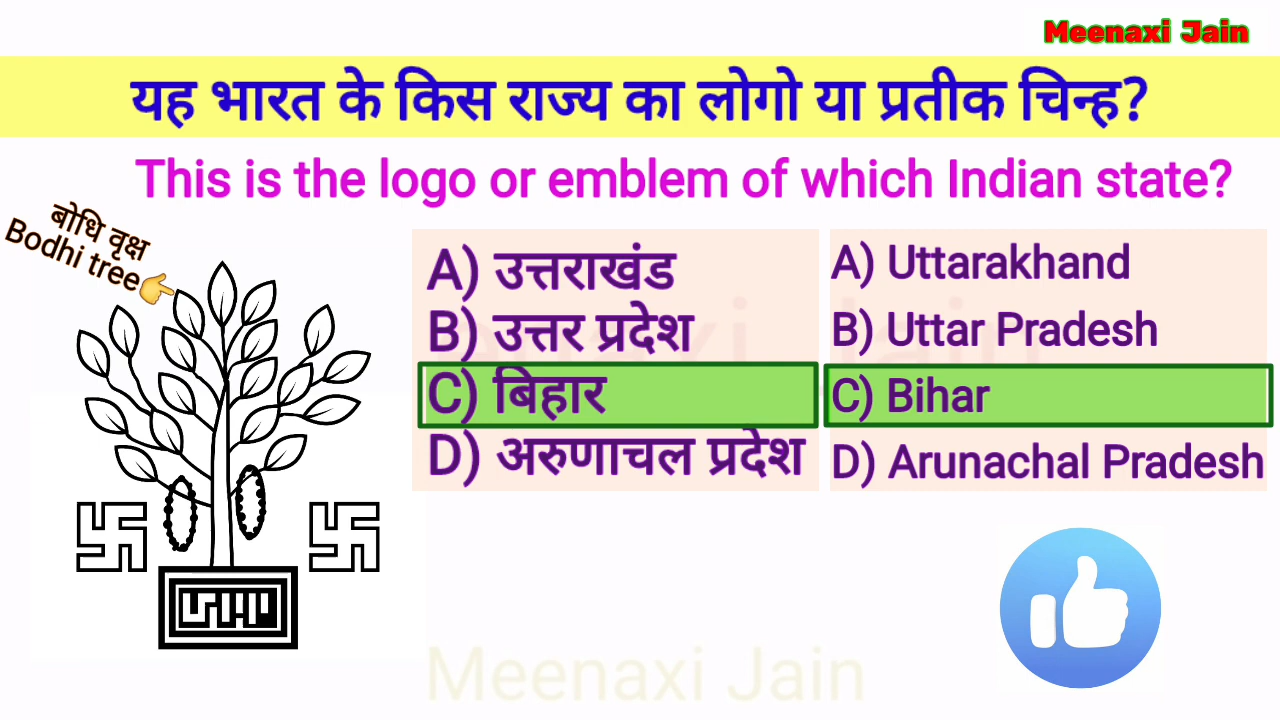 Meenaxi Jain
यह भारत के किस राज्य का लोगो या प्रतीक चिन्ह?
This is the logo or emblem of which Indian state?
बोधि वृक्ष
Bodhi tree
A) उत्तराखंड
B) उत्तर प्रदेश
C) बिहार
D) अरुणाचल प्रदेश
A) Uttarakhand
B) Uttar Pradesh
C) Bihar
D) Arunachal Pradesh
Meenaxi Jain